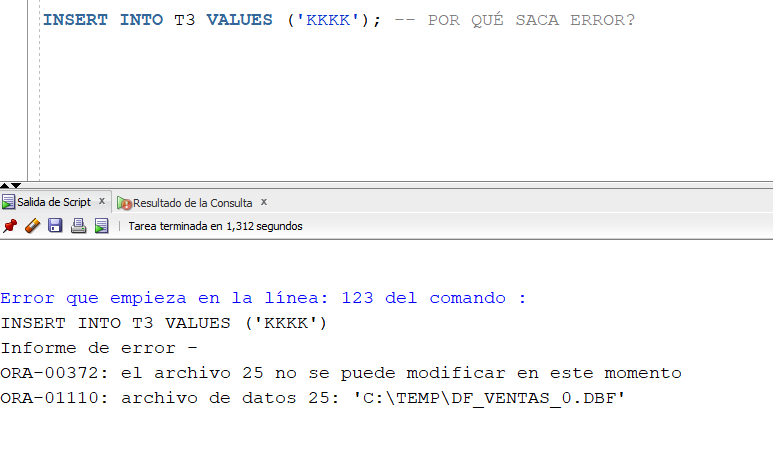 INSERT INTO T3 VALUES ('KKKK'); -- POR QUÉ SACA ERROR?
Salida de Script x Resultado de la Consulta x
Tarea terminada en 1,312 segundos
Error que empieza en la línea: 123 del comando :
INSERT INTO T3 VALUES ('KKKK')
Informe de error -
ORA-00372: el archivo 25 no se puede modificar en este momento
ORA-01110: archivo de datos 25: 'C:\TEMP\DF_VENTAS_0.DBF'